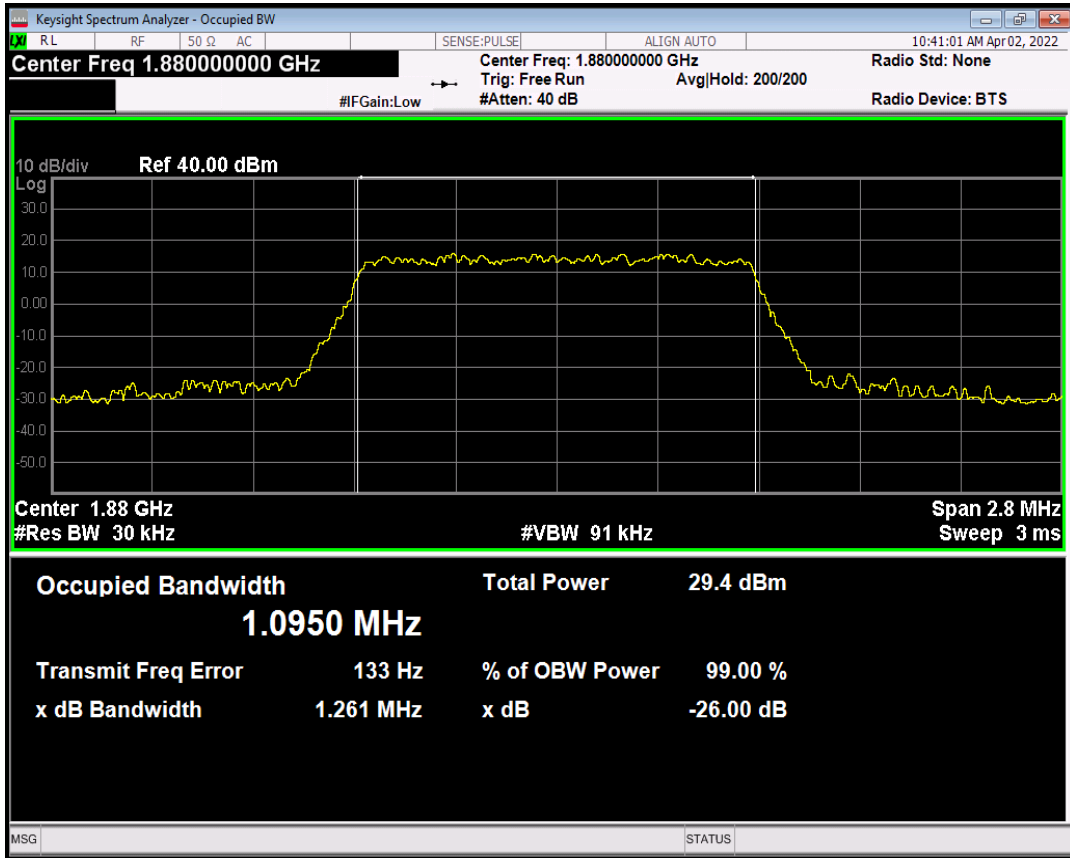 Keysight Spectrum Analyzer - Occupied BW
LXI RL RF 50 Ω AC SENSE:PULSE ALIGN AUTO 10:41:01 AM Apr 02, 2022
Center Freq 1.880000000 GHz Center Freq: 1.880000000 GHz Radio Std: None
Trig: Free Run Avg|Hold: 200/200
#IFGain:Low #Atten: 40 dB Radio Device: BTS
10 dB/div Ref 40.00 dBm
Log
30.0
20.0
10.0
0.00
-10.0
-20.0
-30.0
-40.0
-50.0
Center 1.88 GHz Span 2.8 MHz
#Res BW 30 kHz #VBW 91 kHz Sweep 3 ms
Occupied Bandwidth Total Power 29.4 dBm
1.0950 MHz
Transmit Freq Error 133 Hz % of OBW Power 99.00 %
x dB Bandwidth 1.261 MHz x dB -26.00 dB
MSG STATUS